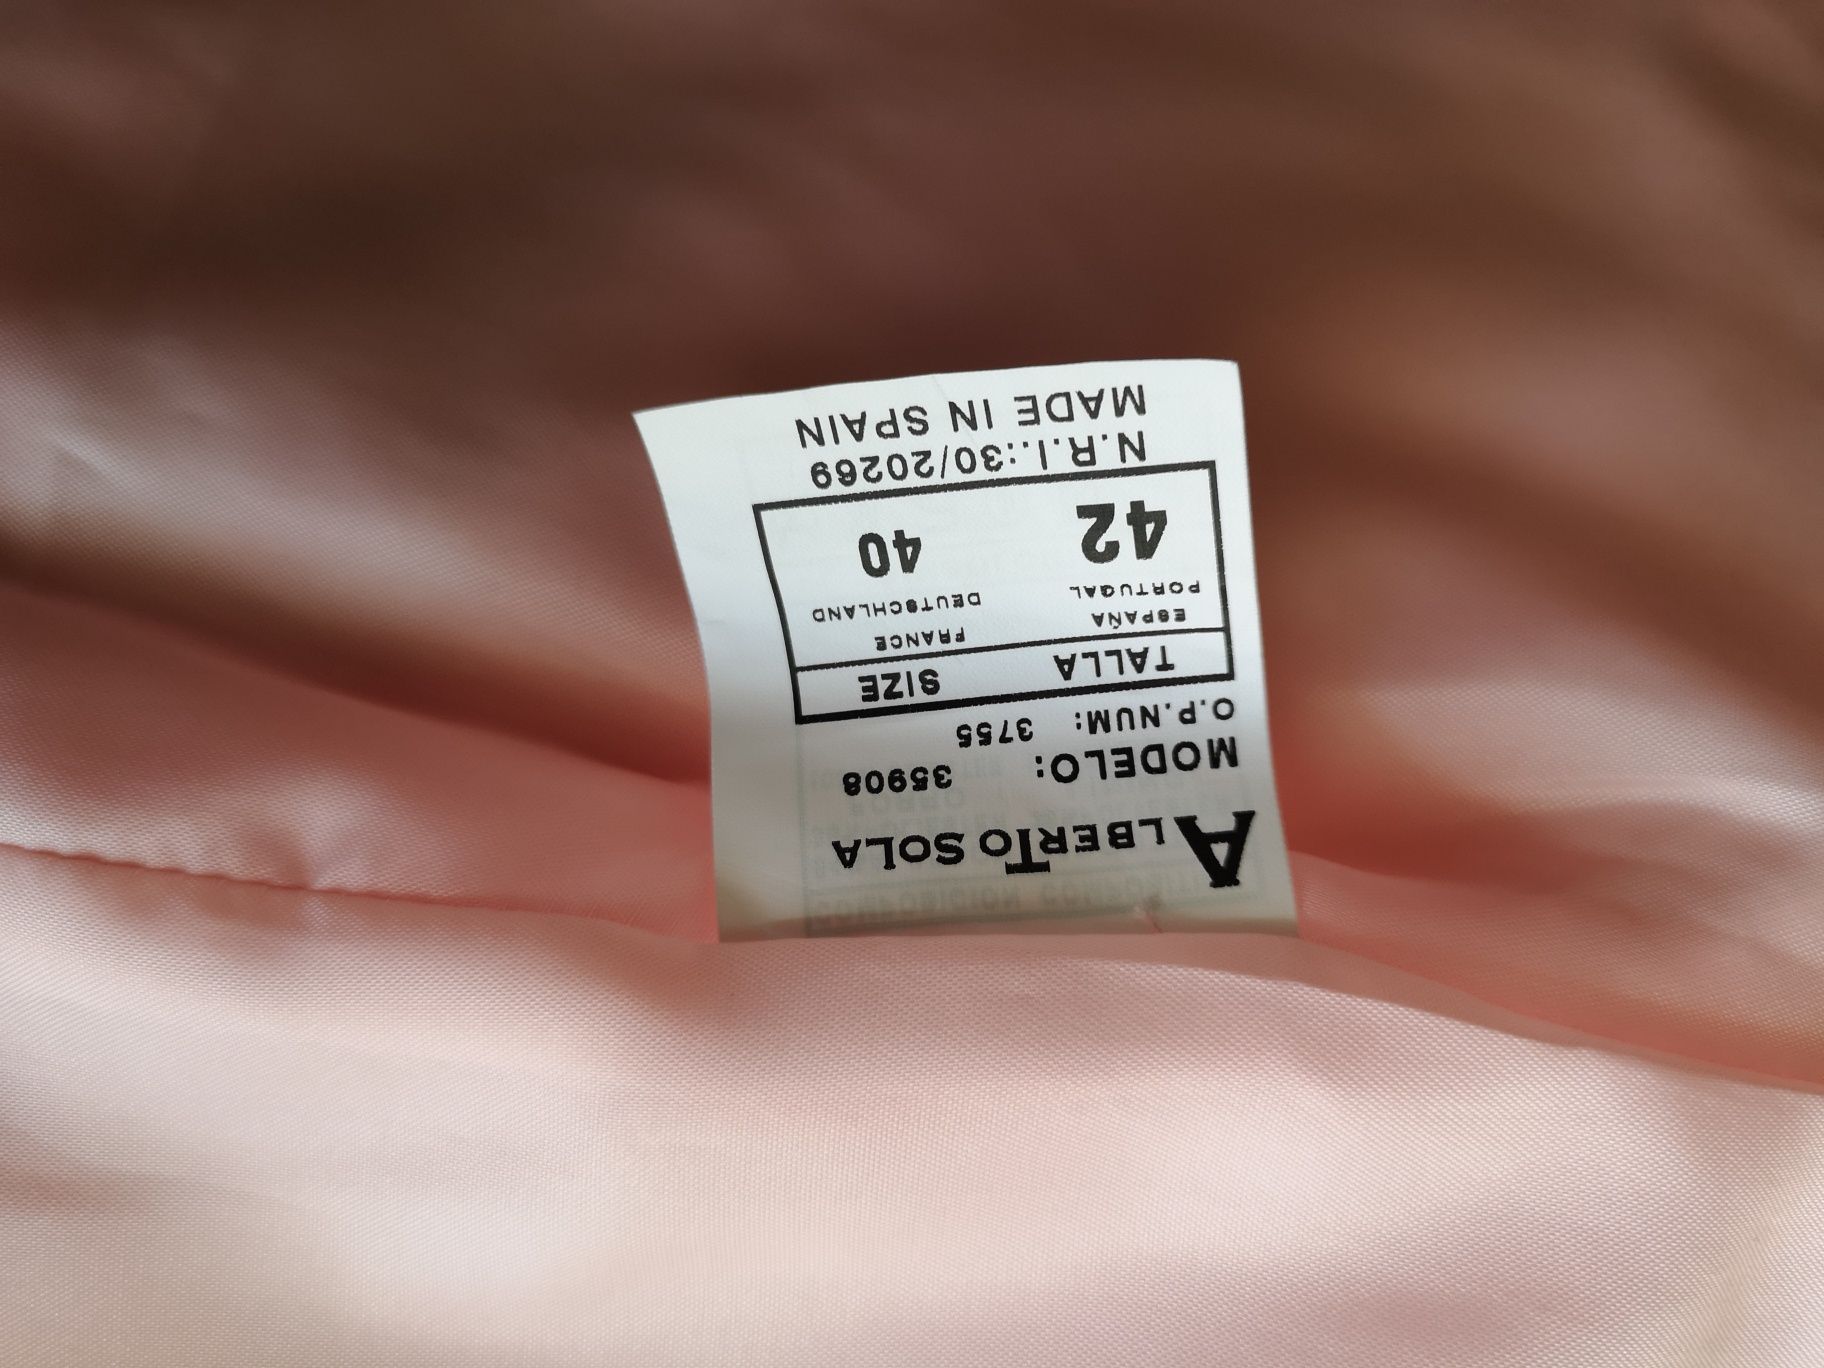 ALBERTO SOLA
MODELO: 35908
O.P.NUM: 3755
TALLA SIZE
ESPAÑA FRANCE
PORTUGAL DEUTSCHLAND
42 40
N.R.I.:30/20269
MADE IN SPAIN